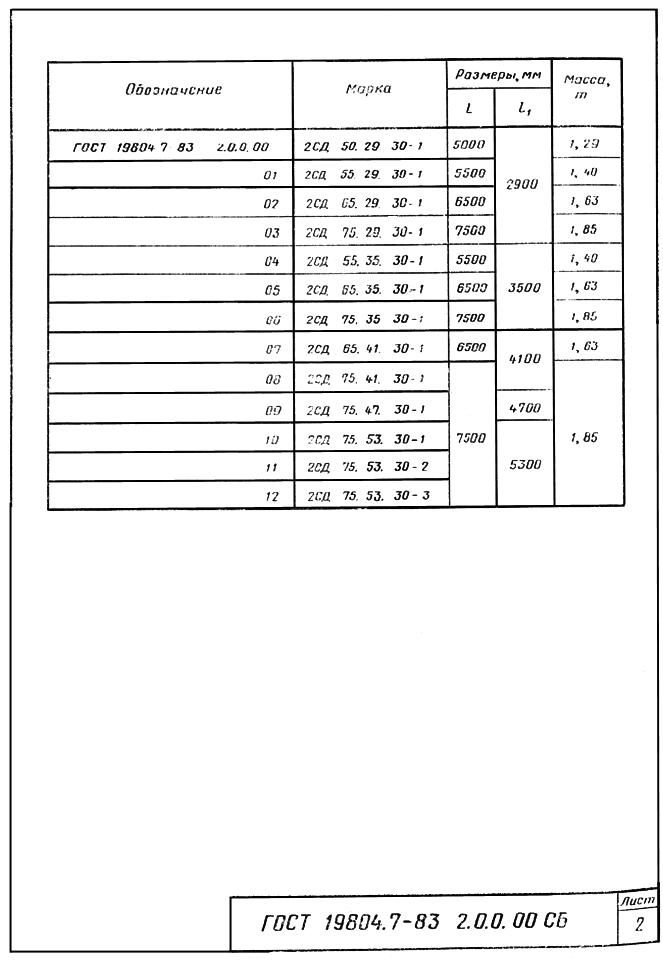 Обозначение Марка Размеры, мм Масса, т
L L₁
ГОСТ 19804.7-83 2.0.0.00 2СД 50.29 30-1 5000 2900 1,29
01 2СД 55.29.30-1 5500 1,40
02 2СД 65.29.30-1 6500 1,63
03 2СД 75.29.30-1 7500 1,85
04 2СД 55.35.30-1 5500 3500 1,40
05 2СД 65.35.30-1 6500 1,63
06 2СД 75.35 30-1 7500 1,85
07 2СД 65.41.30-1 6500 4100 1,63
08 2СД 75.41.30-1 7500 1,85
09 2СД 75.47.30-1 4700
10 2СД 75.53.30-1 5300
11 2СД 75.53.30-2
12 2СД 75.53.30-3
ГОСТ 19804.7-83 2.0.0.00 СБ
Лист
2